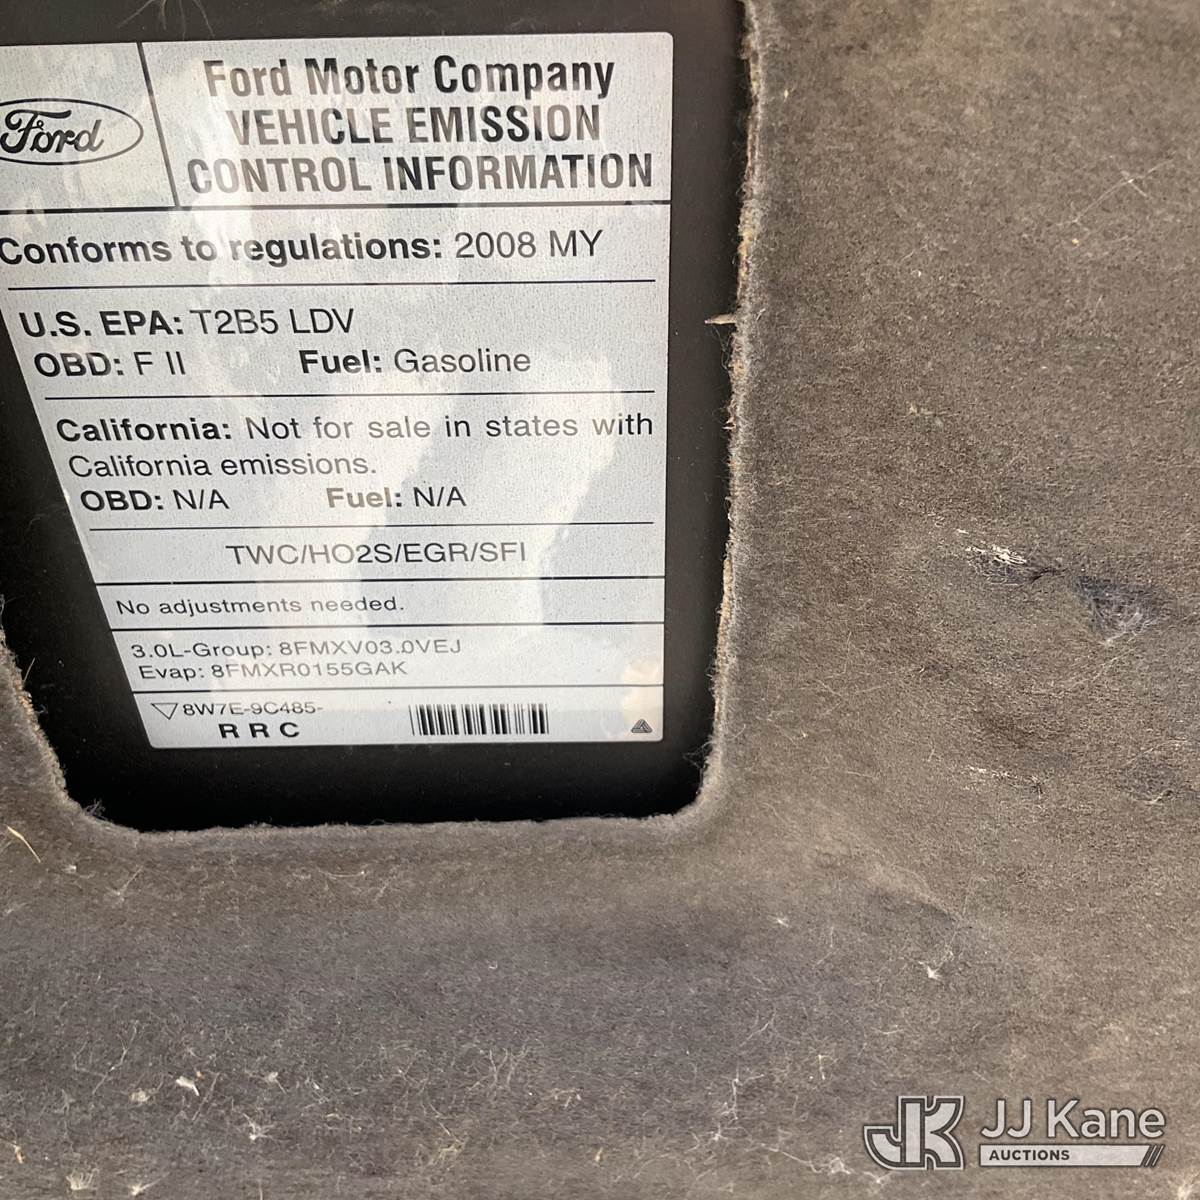 Ford
Ford Motor Company
VEHICLE EMISSION
CONTROL INFORMATION
Conforms to regulations: 2008 MY
U.S. EPA: T2B5 LDV
OBD: F II Fuel: Gasoline
California: Not for sale in states with
California emissions.
OBD: N/A Fuel: N/A
TWC/HO2S/EGR/SFI
No adjustments needed.
3.0L-Group: 8FMXV03.0VEJ
Evap: 8FMXR0155GAK
8W7E-9C485-
R R C
JK JJ Kane
AUCTIONS